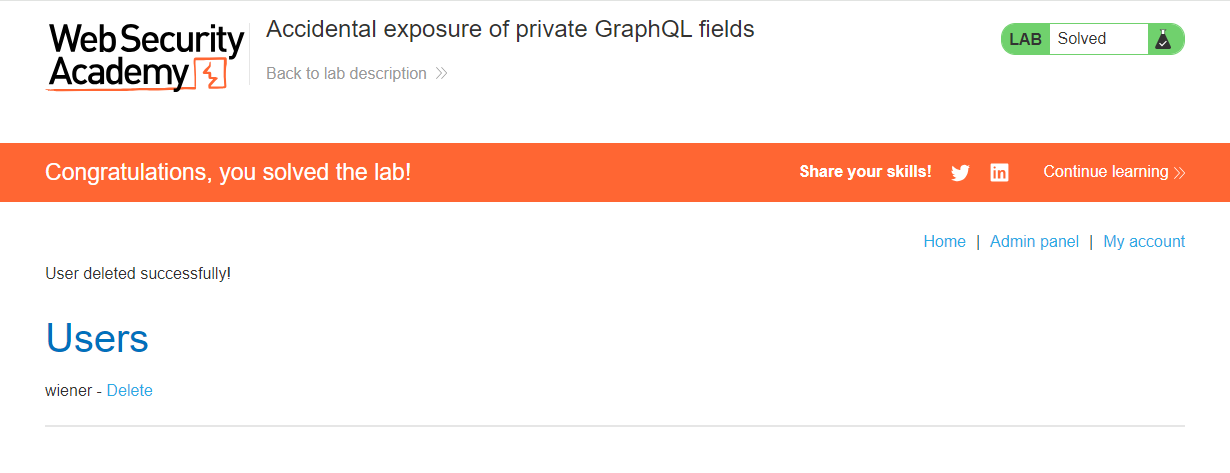 Web Security
Academy
Accidental exposure of private GraphQL fields
Back to lab description
LAB Solved
Congratulations, you solved the lab!
Share your skills!
Continue learning
Home | Admin panel | My account
User deleted successfully!
Users
wiener - Delete